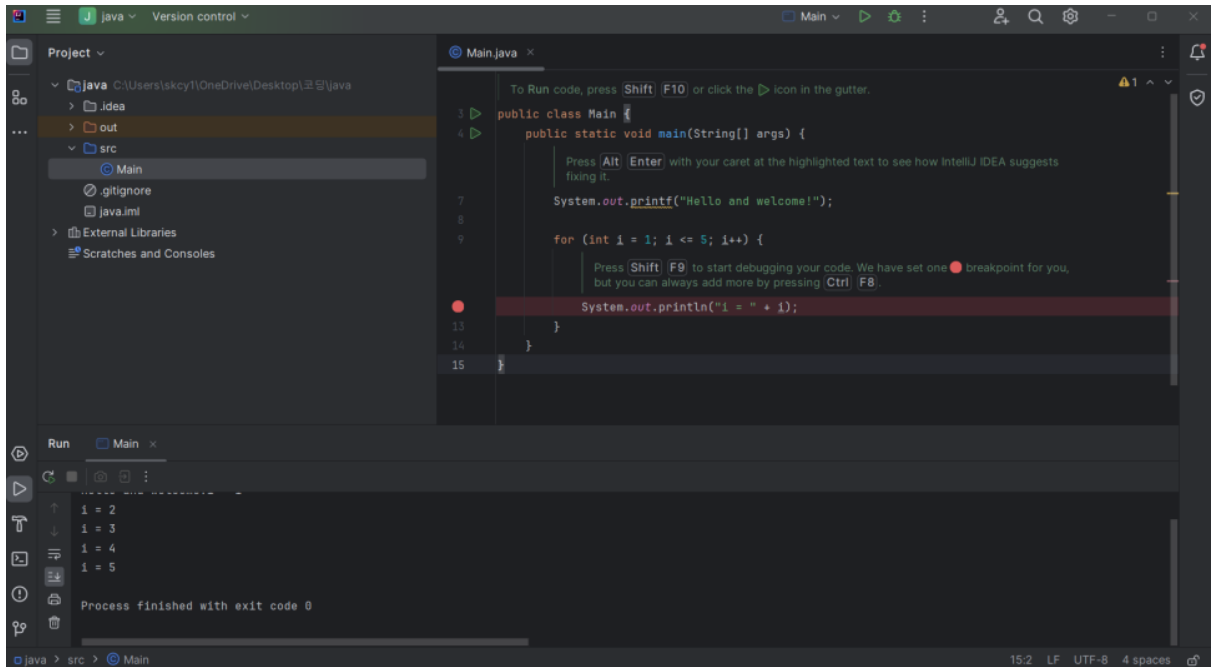 java
Version control
Main
Project
Main.java
java C:\Users\skcy1\OneDrive\Desktop\코딩\java
.idea
out
src
Main
.gitignore
java.iml
External Libraries
Scratches and Consoles
To Run code, press Shift F10 or click the icon in the gutter.
1
3 public class Main {
4 public static void main(String[] args) {
Press Alt Enter with your caret at the highlighted text to see how IntelliJ IDEA suggests
fixing it.
7 System.out.printf("Hello and welcome!");
8
9 for (int i = 1; i <= 5; i++) {
Press Shift F9 to start debugging your code. We have set one breakpoint for you,
but you can always add more by pressing Ctrl F8.
System.out.println("i = " + i);
13 }
14 }
15 }
Run Main
i = 2
i = 3
i = 4
i = 5
Process finished with exit code 0
java > src > Main
15:2 LF UTF-8 4 spaces